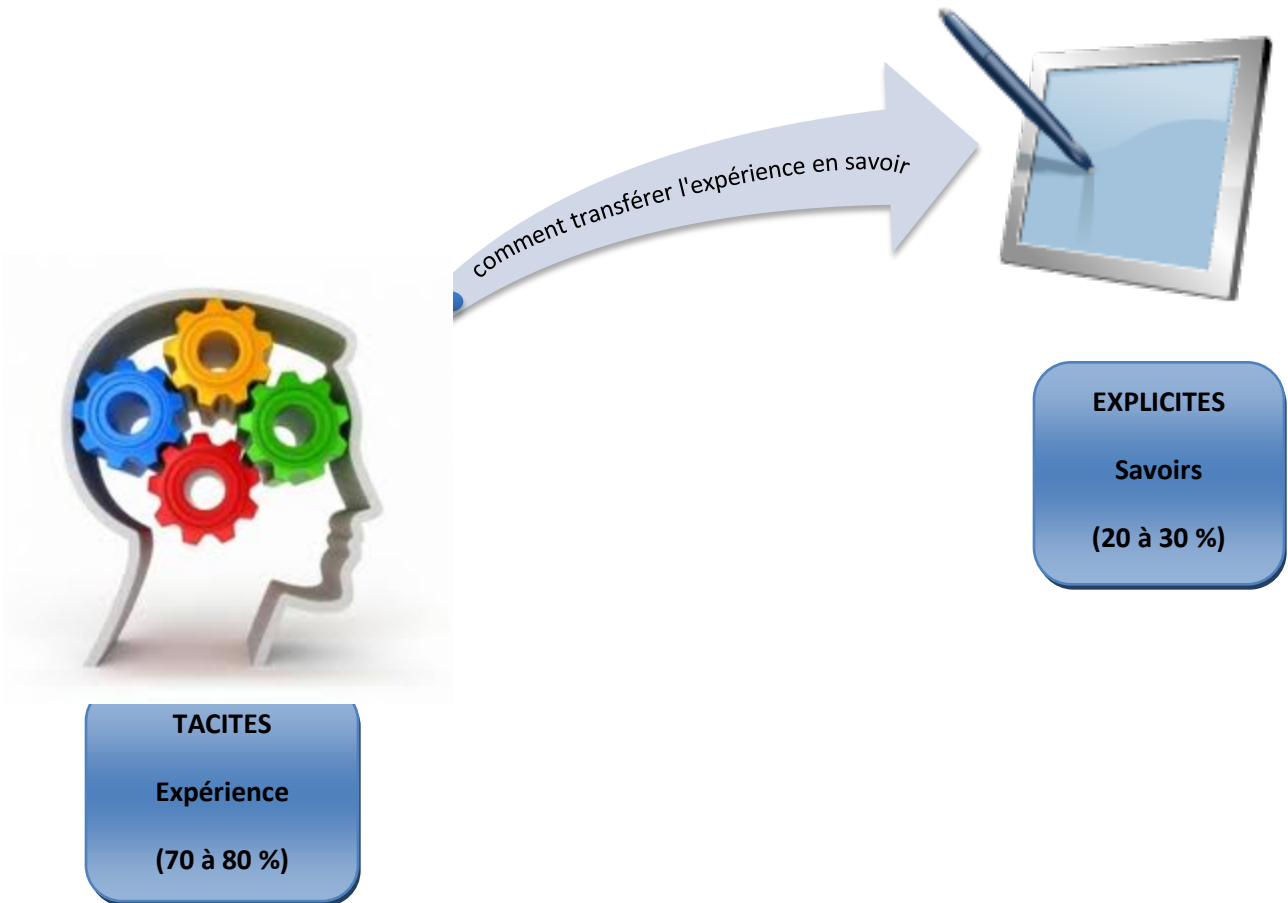 comment transférer l'expérience en savoir
EXPLICITES
Savoirs
(20 à 30 %)
TACITES
Expérience
(70 à 80 %)